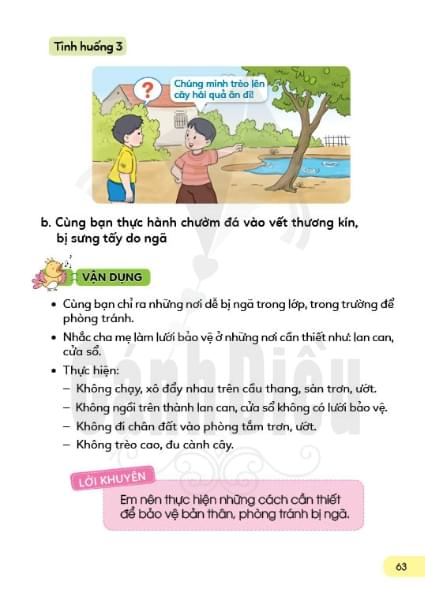 Tình huống 3
?
Chúng mình trèo lên
cây hái quả ăn đi!
b. Cùng bạn thực hành chườm đá vào vết thương kín,
bị sưng tấy do ngã
VẬN DỤNG
• Cùng bạn chỉ ra những nơi dễ bị ngã trong lớp, trong trường để
phòng tránh.
• Nhắc cha mẹ làm lưới bảo vệ ở những nơi cần thiết như: lan can,
cửa sổ.
• Thực hiện:
– Không chạy, xô đẩy nhau trên cầu thang, sàn trơn, ướt.
– Không ngồi trên thành lan can, cửa sổ không có lưới bảo vệ.
– Không đi chân đất vào phòng tắm trơn, ướt.
– Không trèo cao, đu cành cây.
LỜI KHUYÊN
Em nên thực hiện những cách cần thiết
để bảo vệ bản thân, phòng tránh bị ngã.
Cánh Diều
63